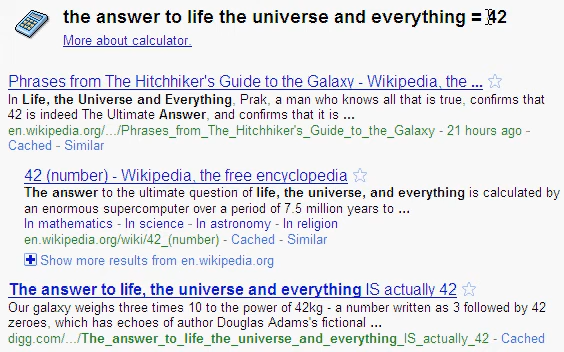 the answer to life the universe and everything = 42
More about calculator.
Phrases from The Hitchhiker's Guide to the Galaxy - Wikipedia, the ...
In Life, the Universe and Everything, Prak, a man who knows all that is true, confirms that
42 is indeed The Ultimate Answer, and confirms that it is ...
en.wikipedia.org/.../Phrases_from_The_Hitchhiker's_Guide_to_the_Galaxy - 21 hours ago -
Cached - Similar
42 (number) - Wikipedia, the free encyclopedia
The answer to the ultimate question of life, the universe, and everything is calculated by
an enormous supercomputer over a period of 7.5 million years to ...
In mathematics - In science - In astronomy - In religion
en.wikipedia.org/wiki/42_(number) - Cached - Similar
Show more results from en.wikipedia.org
The answer to life, the universe and everything IS actually 42
Our galaxy weighs three times 10 to the power of 42kg - a number written as 3 followed by 42
zeroes, which has echoes of author Douglas Adams's fictional ...
digg.com/.../The_answer_to_life_the_universe_and_everything_IS_actually_42 - Cached